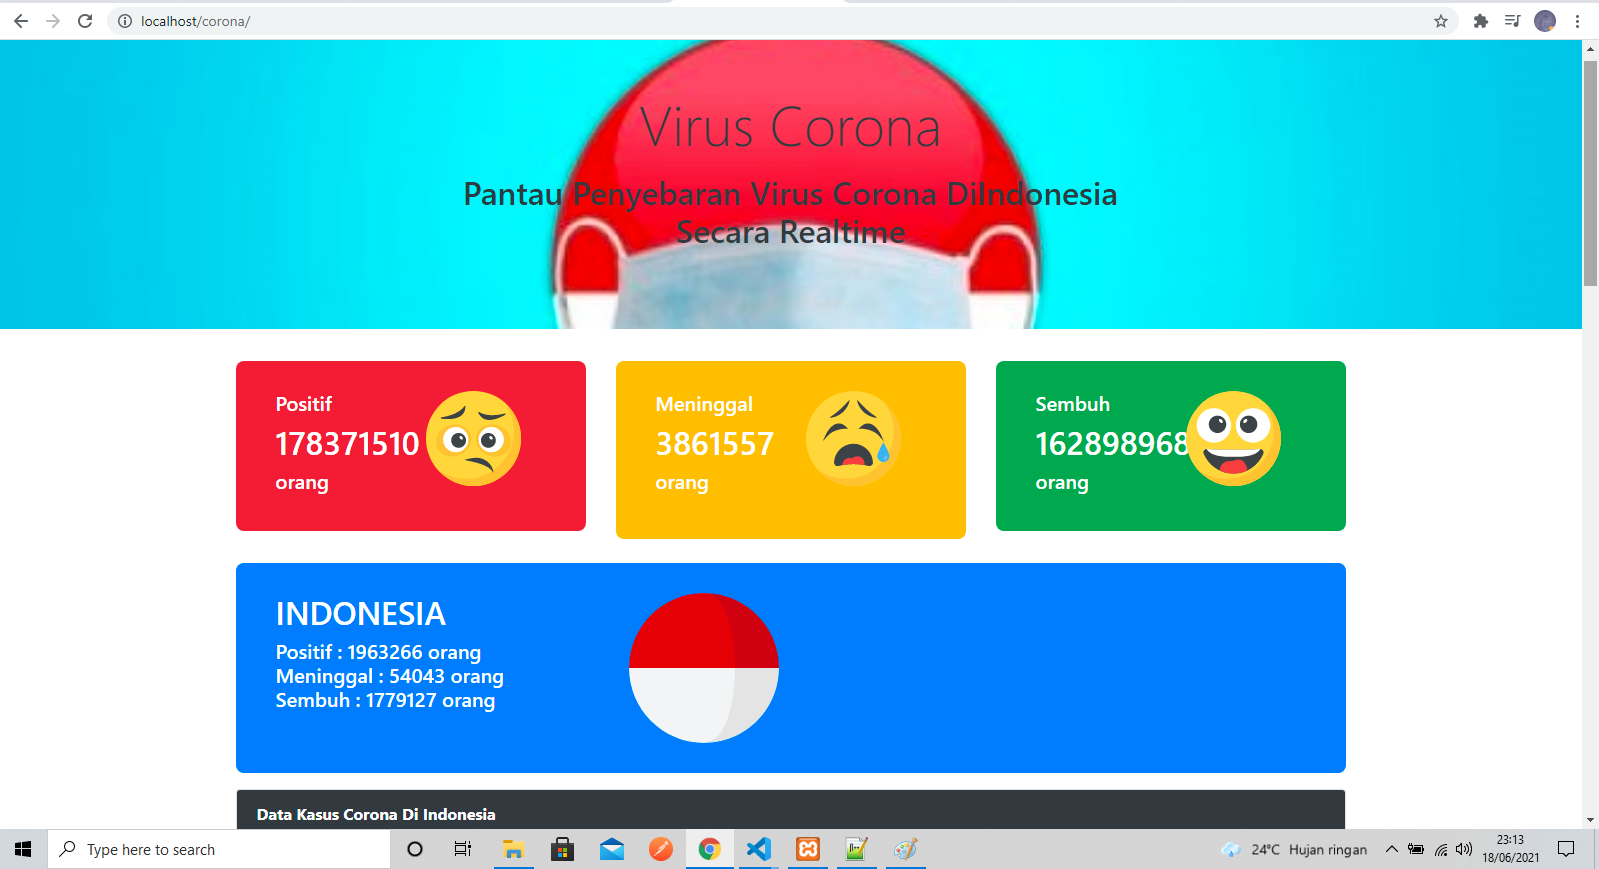 localhost/corona/
Virus Corona
Pantau Penyebaran Virus Corona DiIndonesia
Secara Realtime
Positif
178371510
orang
Meninggal
3861557
orang
Sembuh
162898968
orang
INDONESIA
Positif : 1963266 orang
Meninggal : 54043 orang
Sembuh : 1779127 orang
Data Kasus Corona Di Indonesia
Type here to search
24°C Hujan ringan
23:13
18/06/2021